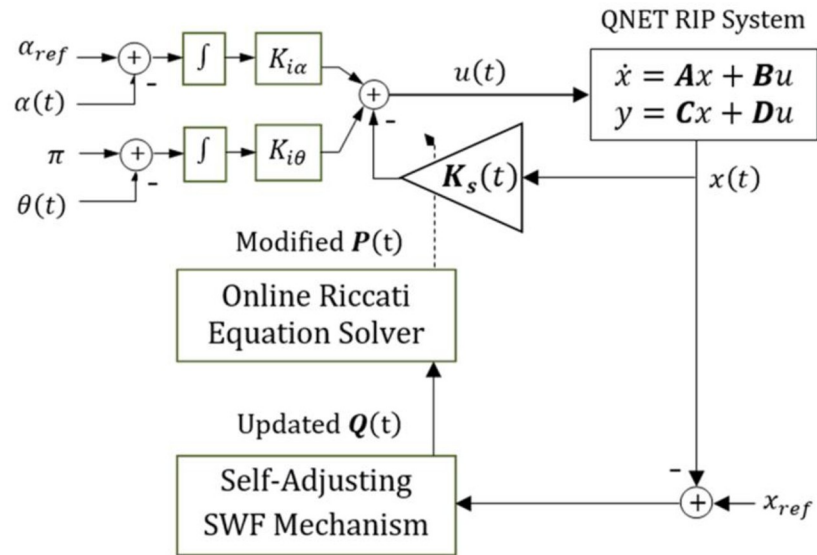 QNET RIP System
α_ref
+
-
∫
K_iα
α(t)
+
-
u(t)
ẋ = Ax + Bu
y = Cx + Du
π
+
-
∫
K_iθ
θ(t)
K_s(t)
x(t)
Modified P(t)
Online Riccati
Equation Solver
Updated Q(t)
Self-Adjusting
SWF Mechanism
-
+
x_ref